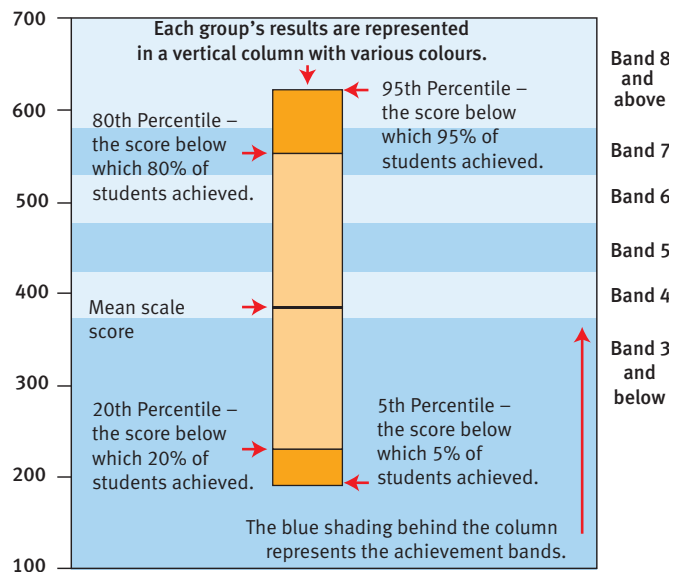 700
600
500
400
300
200
100
Each group's results are represented
in a vertical column with various colours.
95th Percentile –
the score below
which 95% of
students achieved.
80th Percentile –
the score below
which 80% of
students achieved.
Mean scale
score
20th Percentile –
the score below
which 20% of
students achieved.
5th Percentile –
the score below
which 5% of
students achieved.
The blue shading behind the column
represents the achievement bands.
Band 8
and
above
Band 7
Band 6
Band 5
Band 4
Band 3
and
below